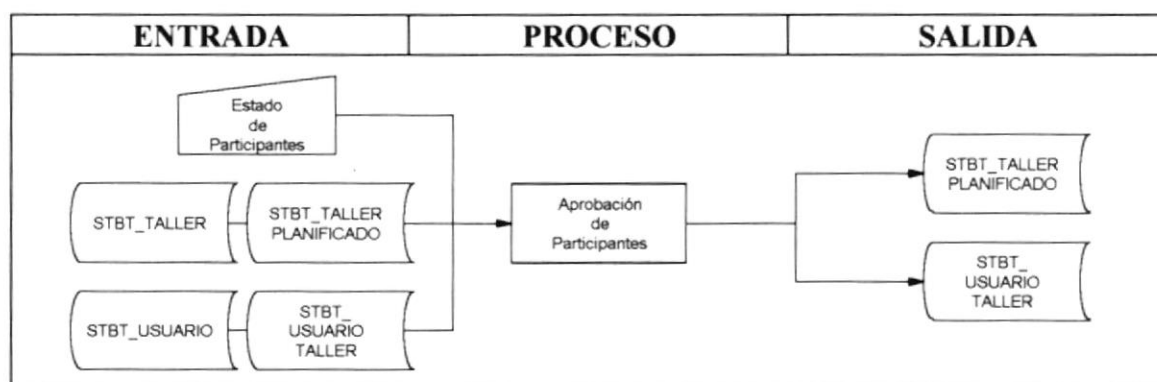 ENTRADA
PROCESO
SALIDA
Estado
de
Participantes
STBT_TALLER
STBT_TALLER
PLANIFICADO
STBT_USUARIO
STBT_
USUARIO
TALLER
Aprobación
de
Participantes
STBT_TALLER
PLANIFICADO
STBT_
USUARIO
TALLER